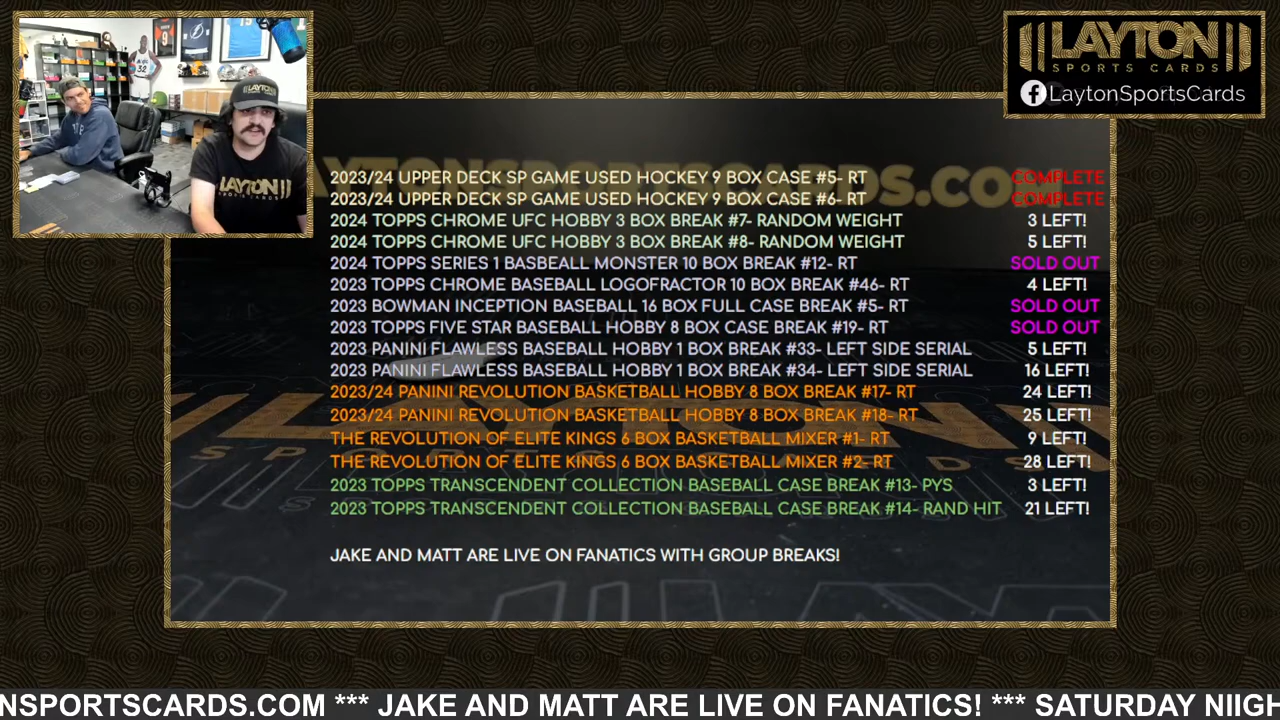 LAYTON
SPORTS CARDS
LaytonSportsCards
LAYTON
LAYTONSPORTSCARDS.COM
2023/24 UPPER DECK SP GAME USED HOCKEY 9 BOX CASE #5- RT COMPLETE
2023/24 UPPER DECK SP GAME USED HOCKEY 9 BOX CASE #6- RT COMPLETE
2024 TOPPS CHROME UFC HOBBY 3 BOX BREAK #7- RANDOM WEIGHT 3 LEFT!
2024 TOPPS CHROME UFC HOBBY 3 BOX BREAK #8- RANDOM WEIGHT 5 LEFT!
2024 TOPPS SERIES 1 BASBEALL MONSTER 10 BOX BREAK #12- RT SOLD OUT
2023 TOPPS CHROME BASEBALL LOGOFRACTOR 10 BOX BREAK #46- RT 4 LEFT!
2023 BOWMAN INCEPTION BASEBALL 16 BOX FULL CASE BREAK #5- RT SOLD OUT
2023 TOPPS FIVE STAR BASEBALL HOBBY 8 BOX CASE BREAK #19- RT SOLD OUT
2023 PANINI FLAWLESS BASEBALL HOBBY 1 BOX BREAK #33- LEFT SIDE SERIAL 5 LEFT!
2023 PANINI FLAWLESS BASEBALL HOBBY 1 BOX BREAK #34- LEFT SIDE SERIAL 16 LEFT!
2023/24 PANINI REVOLUTION BASKETBALL HOBBY 8 BOX BREAK #17- RT 24 LEFT!
2023/24 PANINI REVOLUTION BASKETBALL HOBBY 8 BOX BREAK #18- RT 25 LEFT!
THE REVOLUTION OF ELITE KINGS 6 BOX BASKETBALL MIXER #1- RT 9 LEFT!
THE REVOLUTION OF ELITE KINGS 6 BOX BASKETBALL MIXER #2- RT 28 LEFT!
2023 TOPPS TRANSCENDENT COLLECTION BASEBALL CASE BREAK #13- PYS 3 LEFT!
2023 TOPPS TRANSCENDENT COLLECTION BASEBALL CASE BREAK #14- RAND HIT 21 LEFT!
JAKE AND MATT ARE LIVE ON FANATICS WITH GROUP BREAKS!
NSPORTSCARDS.COM *** JAKE AND MATT ARE LIVE ON FANATICS! *** SATURDAY NIIGH